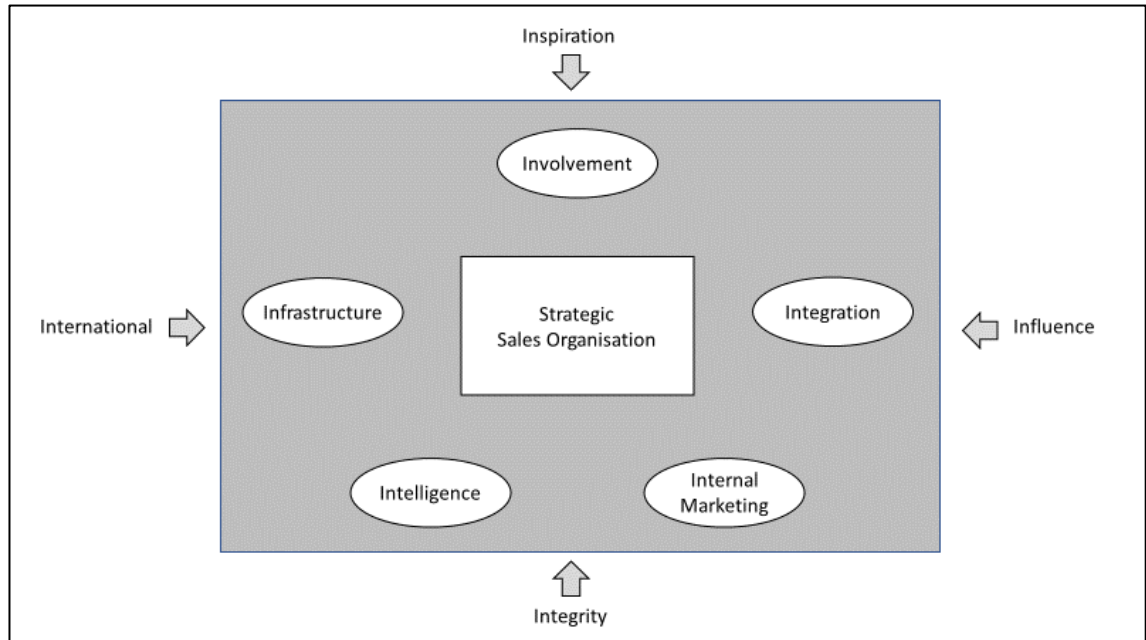 Inspiration
Involvement
Infrastructure
Strategic
Sales Organisation
Integration
International
Influence
Intelligence
Internal
Marketing
Integrity